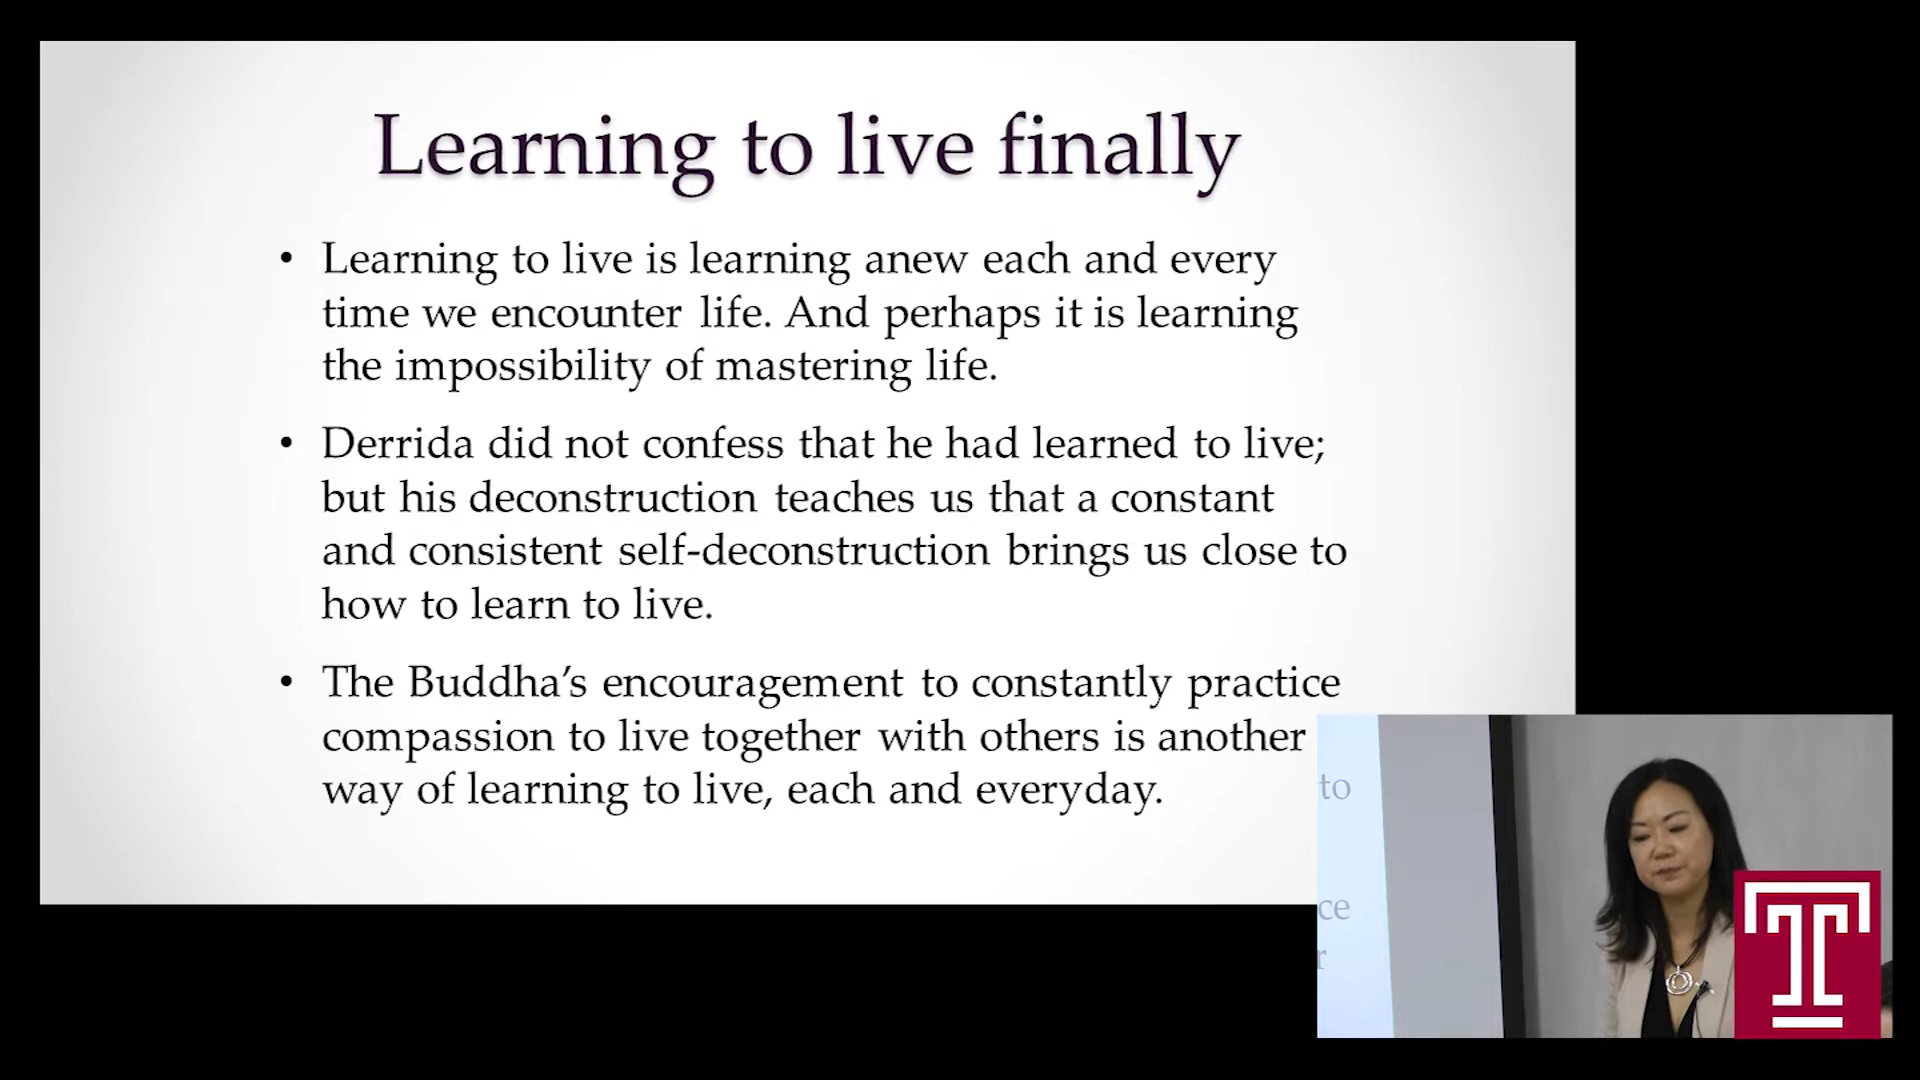 Learning to live finally
• Learning to live is learning anew each and every
time we encounter life. And perhaps it is learning
the impossibility of mastering life.
• Derrida did not confess that he had learned to live;
but his deconstruction teaches us that a constant
and consistent self-deconstruction brings us close to
how to learn to live.
• The Buddha’s encouragement to constantly practice
compassion to live together with others is another
way of learning to live, each and everyday.
to
ce
r
T